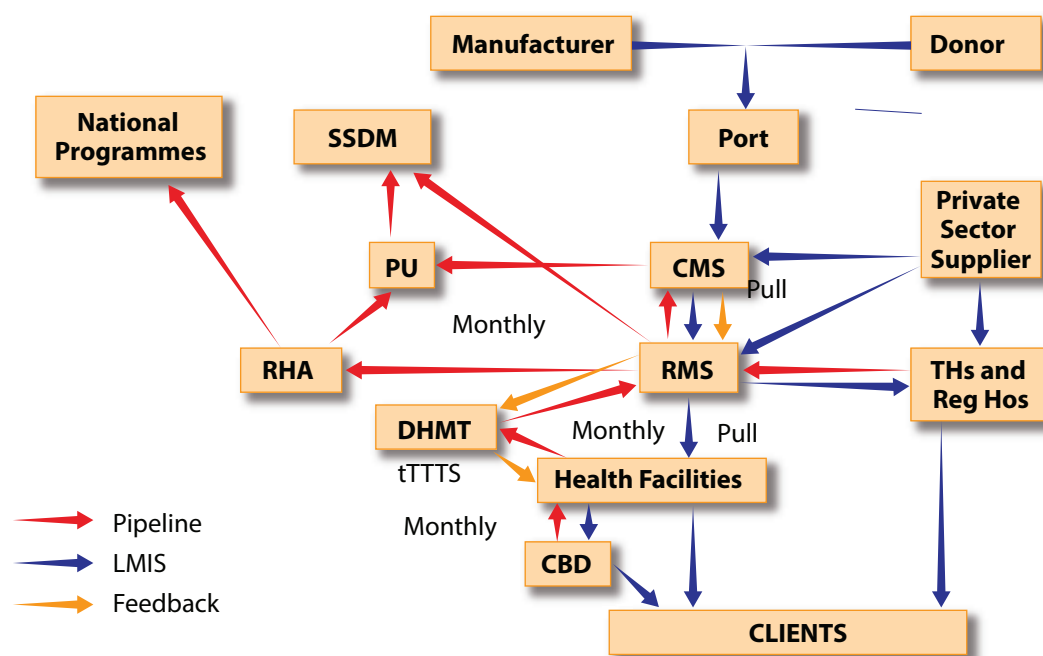 Manufacturer
Donor
National
Programmes
SSDM
Port
Private
Sector
Supplier
PU
CMS
Pull
Monthly
RHA
RMS
THs and
Reg Hos
DHMT
Monthly
Pull
tTTTS
Health Facilities
Monthly
CBD
Pipeline
LMIS
Feedback
CLIENTS